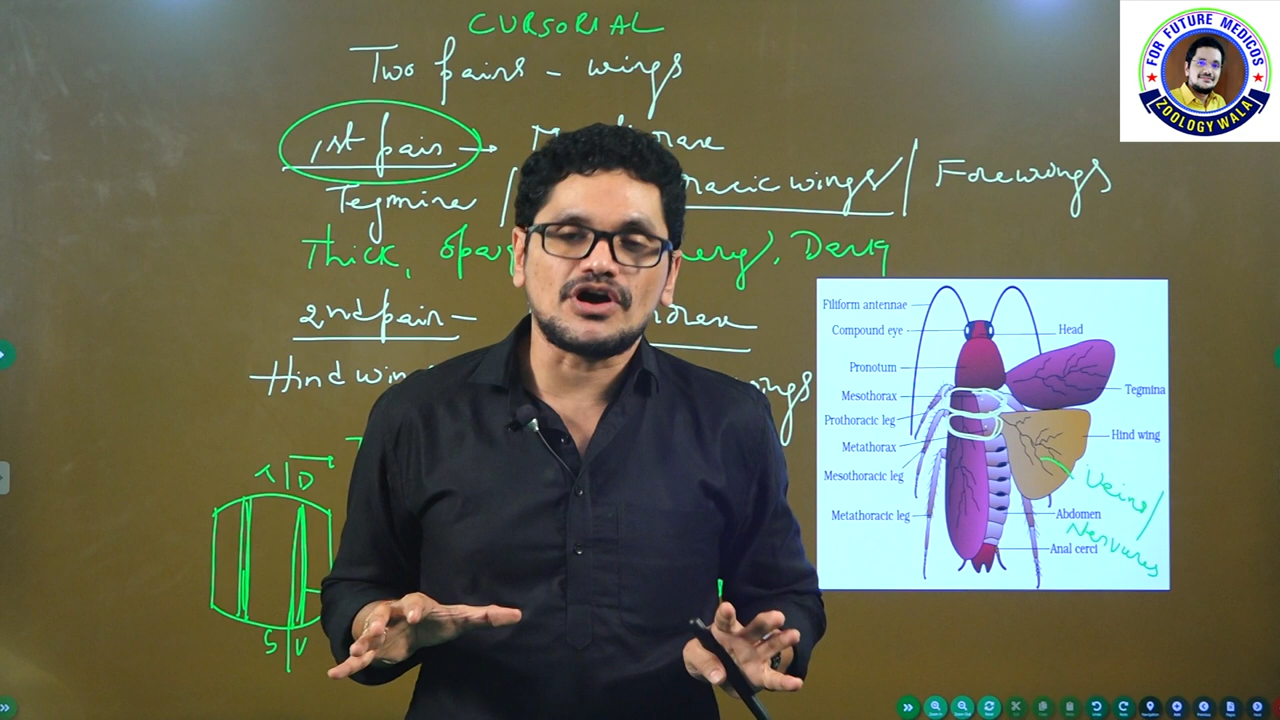 CURSORIAL
Two pairs - wings
1st pair →
Tegmina / wings / Forewings
Thick,
2nd pair -
Hind
T
D
S V
Filiform antennae
Compound eye
Head
Pronotum
Tegmina
Mesothorax
Prothoracic leg
Hind wing
Metathorax
Mesothoracic leg
Veins/
Nervures
Metathoracic leg
Abdomen
Anal cerci
FOR FUTURE MEDICOS
ZOOLOGY WALA